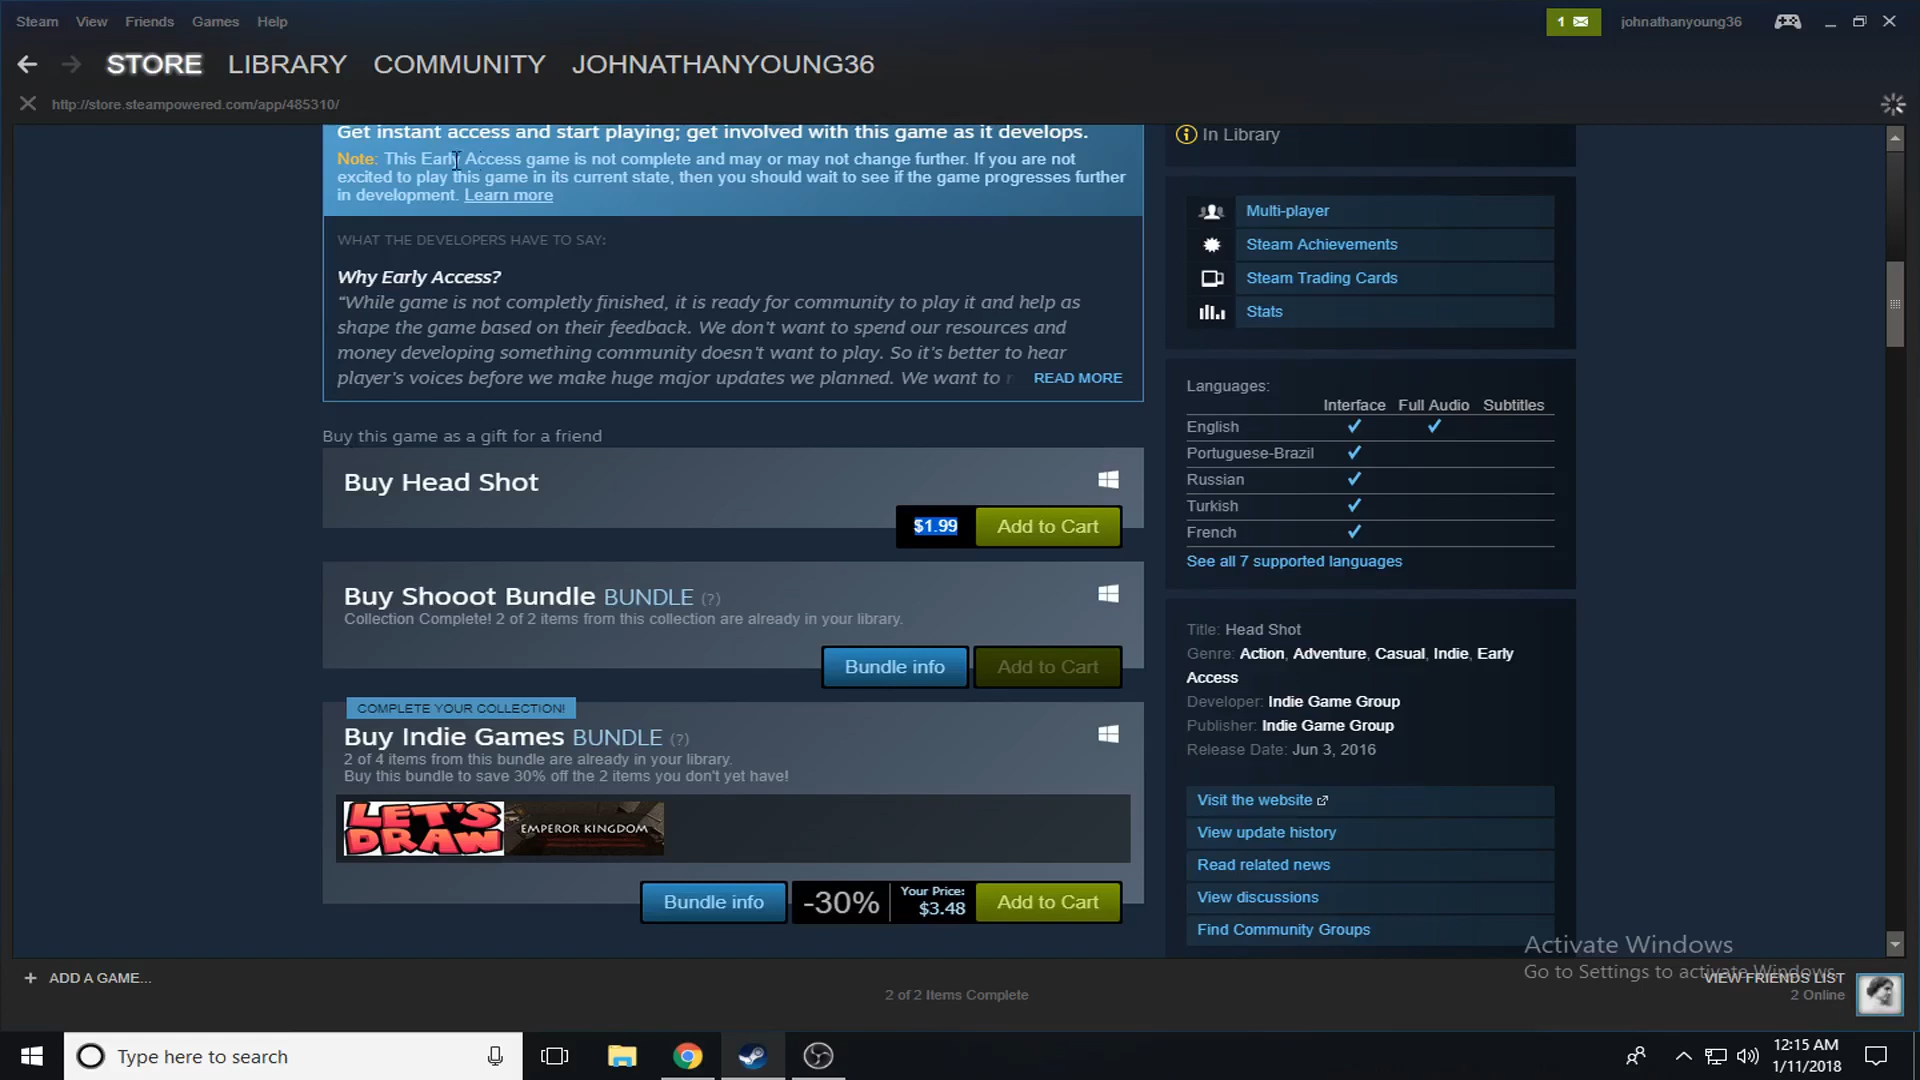 Steam View Friends Games Help
1 johnathanyoung36
STORE LIBRARY COMMUNITY JOHNATHANYOUNG36
http://store.steampowered.com/app/485310/
Get instant access and start playing; get involved with this game as it develops.
Note: This Early Access game is not complete and may or may not change further. If you are not
excited to play this game in its current state, then you should wait to see if the game progresses further
in development. Learn more
WHAT THE DEVELOPERS HAVE TO SAY:
Why Early Access?
“While game is not completly finished, it is ready for community to play it and help as
shape the game based on their feedback. We don't want to spend our resources and
money developing something community doesn't want to play. So it's better to hear
player's voices before we make huge major updates we planned. We want to READ MORE
Buy this game as a gift for a friend
Buy Head Shot
$1.99 Add to Cart
Buy Shooot Bundle BUNDLE (?)
Collection Complete! 2 of 2 items from this collection are already in your library.
Bundle info Add to Cart
COMPLETE YOUR COLLECTION!
Buy Indie Games BUNDLE (?)
2 of 4 items from this bundle are already in your library.
Buy this bundle to save 30% off the 2 items you don't yet have!
LET'S
DRAW
EMPEROR KINGDOM
Bundle info -30% Your Price:
$3.48 Add to Cart
In Library
Multi-player
Steam Achievements
Steam Trading Cards
Stats
Languages:
Interface Full Audio Subtitles
English
Portuguese-Brazil
Russian
Turkish
French
See all 7 supported languages
Title: Head Shot
Genre: Action, Adventure, Casual, Indie, Early
Access
Developer: Indie Game Group
Publisher: Indie Game Group
Release Date: Jun 3, 2016
Visit the website
View update history
Read related news
View discussions
Find Community Groups
Activate Windows
Go to Settings to activate Windows.
+ ADD A GAME...
2 of 2 Items Complete
VIEW FRIENDS LIST
2 Online
Type here to search
12:15 AM
1/11/2018